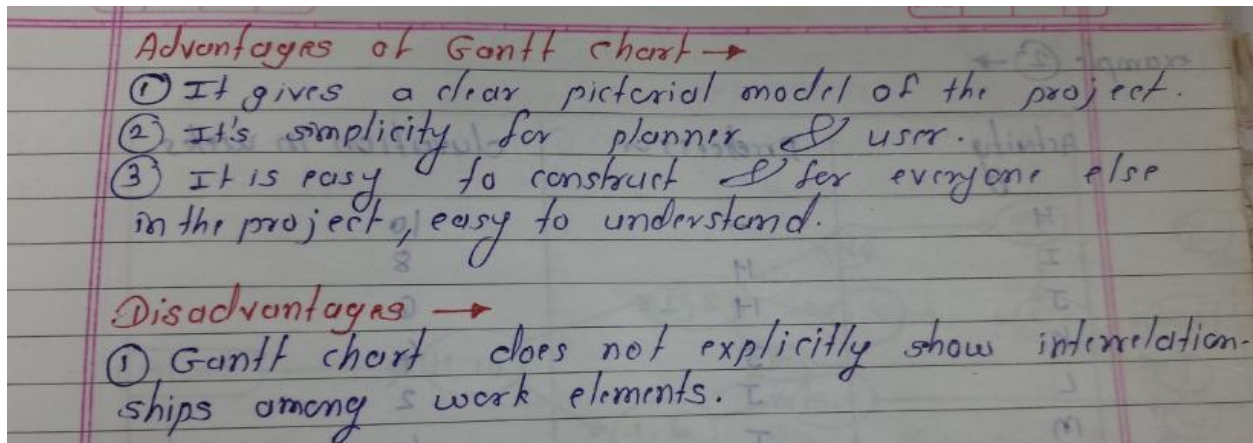 Advantages of Gantt chart →
① It gives a clear pictorial model of the project.
② It's simplicity for planner & user.
③ It is easy to construct & for everyone else
in the project, easy to understand.
Disadvantages →
① Gantt chart does not explicitly show interrelation-
ships among work elements.